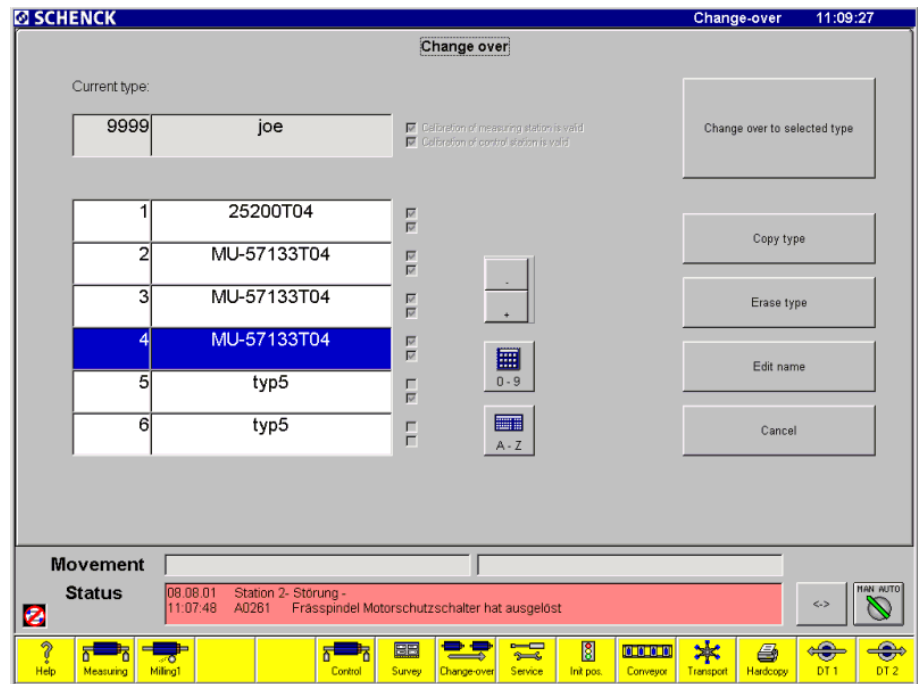 SCHENCK Change-over 11:09:27
Change over
Current type:
9999 joe
Calibration of measuring station is valid
Calibration of control station is valid
Change over to selected type
1 25200T04
2 MU-57133T04
3 MU-57133T04
4 MU-57133T04
5 typ5
6 typ5
-
+
0 - 9
A - Z
Copy type
Erase type
Edit name
Cancel
Movement
Status
08.08.01 Station 2- Störung -
11:07:48 A0261 Frässpindel Motorschutzschalter hat ausgelöst
<->
MAN AUTO
Help Measuring Milling1 Control Survey Change-over Service Init pos. Conveyor Transport Hardcopy DT 1 DT 2